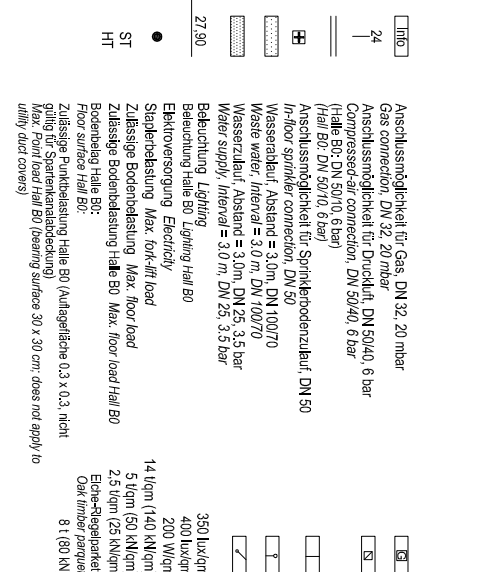 Info
24
27,90
ST
HT
Anschlussmöglichkeit für Gas, DN 32, 20 mbar
Gas connection, DN 32, 20 mbar
Anschlussmöglichkeit für Druckluft, DN 50/40, 6 bar
Compressed-air connection, DN 50/40, 6 bar
(Halle B0: DN 50/10, 6 bar)
(Hall B0: DN 50/10, 6 bar)
Anschlussmöglichkeit für Sprinklerbodenzulauf, DN 50
In-floor sprinkler connection, DN 50
Wasserablauf, Abstand = 3.0m, DN 100/70
Waste water, Interval = 3.0 m, DN 100/70
Wasserzulauf, Abstand = 3.0m, DN 25, 3.5 bar
Water supply, Interval = 3.0 m, DN 25, 3.5 bar
Beleuchtung Lighting 350 lux/qm
Beleuchtung Halle B0 Lighting Hall B0 400 lux/qm
Elektroversorgung Electricity 200 W/qm
Staplerbelastung Max. fork-lift load 14 t/qm (140 kN/qm
Zulässige Bodenbelastung Max. floor load 5 t/qm (50 kN/qm
Zulässige Bodenbelastung Halle B0 Max. floor load Hall B0 2,5 t/qm (25 kN/qm
Bodenbelag Halle B0: Eiche-Riegelparket
Floor surface Hall B0: Oak timber parque
Zulässige Punktbelastung Halle B0 (Auflagefläche 0.3 x 0.3, nicht 8 t (80 kN
gültig für Spartenkanalabdeckung)
Max. Point load Hall B0 (bearing surface 30 x 30 cm; does not apply to
utility duct covers)
G